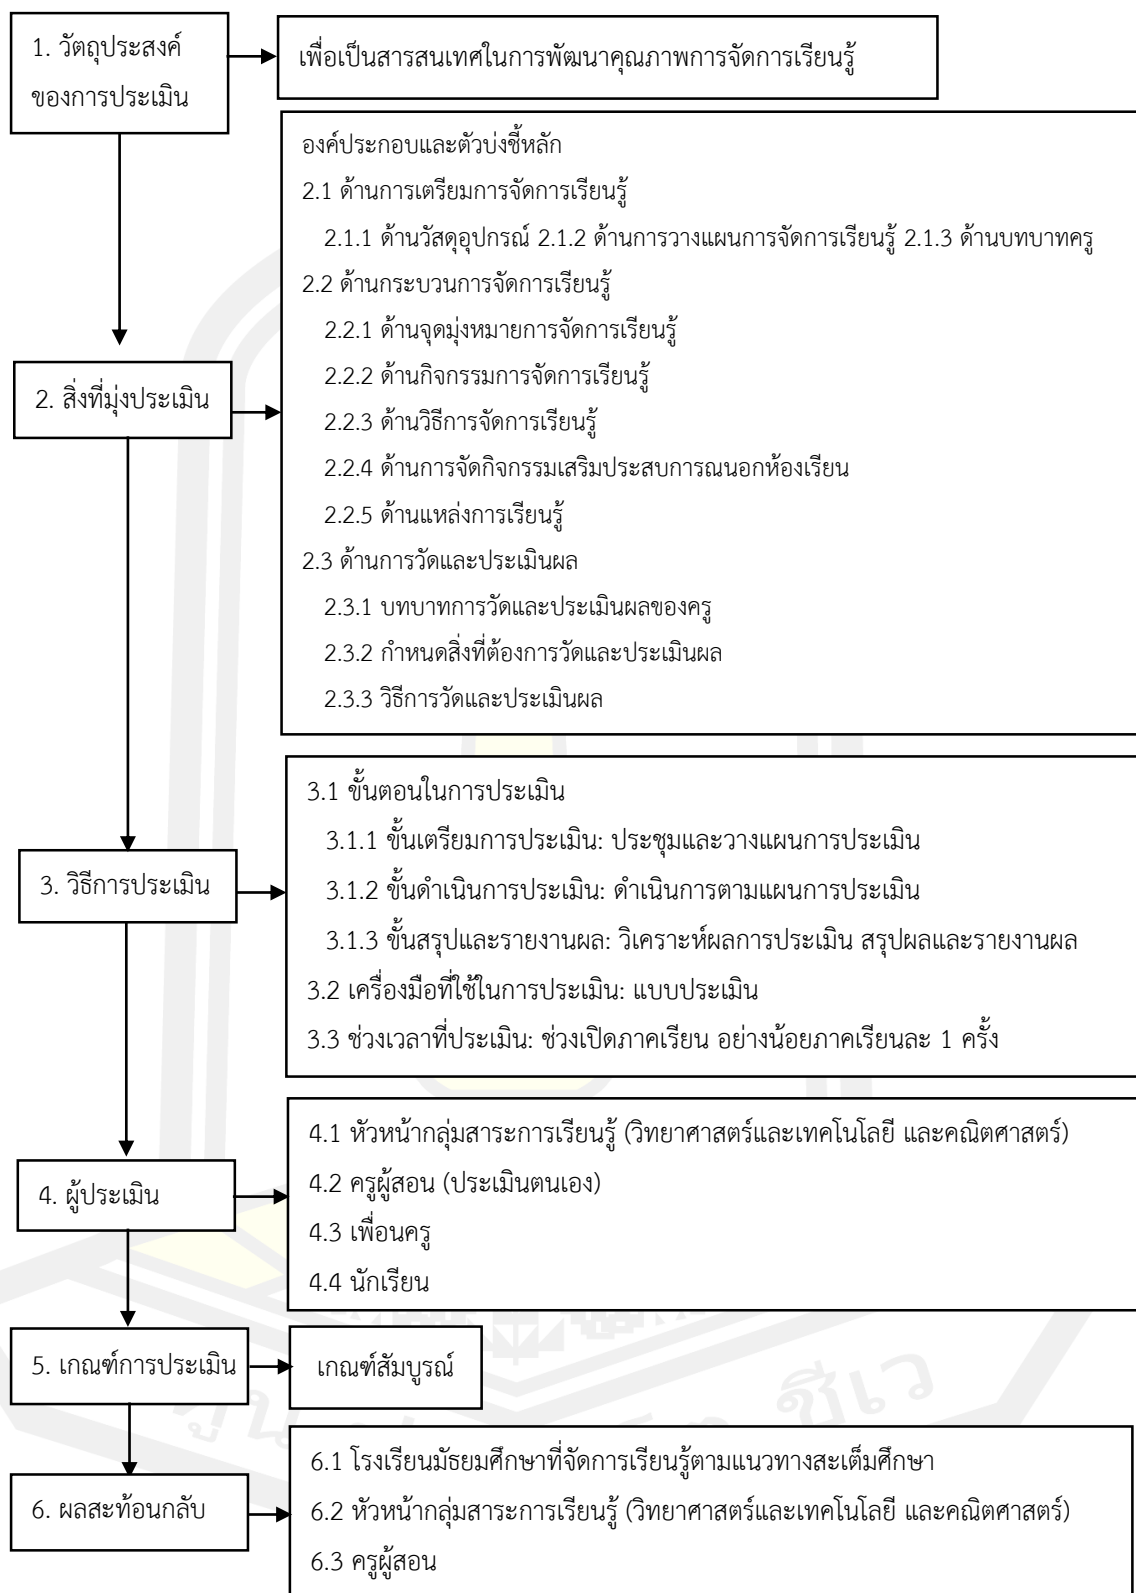 1. วัตถุประสงค์
ของการประเมิน
เพื่อเป็นสารสนเทศในการพัฒนาคุณภาพการจัดการเรียนรู้
2. สิ่งที่มุ่งประเมิน
องค์ประกอบและตัวบ่งชี้หลัก
2.1 ด้านการเตรียมการจัดการเรียนรู้
2.1.1 ด้านวัสดุอุปกรณ์ 2.1.2 ด้านการวางแผนการจัดการเรียนรู้ 2.1.3 ด้านบทบาทครู
2.2 ด้านกระบวนการจัดการเรียนรู้
2.2.1 ด้านจุดมุ่งหมายการจัดการเรียนรู้
2.2.2 ด้านกิจกรรมการจัดการเรียนรู้
2.2.3 ด้านวิธีการจัดการเรียนรู้
2.2.4 ด้านการจัดกิจกรรมเสริมประสบการณนอกห้องเรียน
2.2.5 ด้านแหล่งการเรียนรู้
2.3 ด้านการวัดและประเมินผล
2.3.1 บทบาทการวัดและประเมินผลของครู
2.3.2 กำหนดสิ่งที่ต้องการวัดและประเมินผล
2.3.3 วิธีการวัดและประเมินผล
3. วิธีการประเมิน
3.1 ขั้นตอนในการประเมิน
3.1.1 ขั้นเตรียมการประเมิน: ประชุมและวางแผนการประเมิน
3.1.2 ขั้นดำเนินการประเมิน: ดำเนินการตามแผนการประเมิน
3.1.3 ขั้นสรุปและรายงานผล: วิเคราะห์ผลการประเมิน สรุปผลและรายงานผล
3.2 เครื่องมือที่ใช้ในการประเมิน: แบบประเมิน
3.3 ช่วงเวลาที่ประเมิน: ช่วงเปิดภาคเรียน อย่างน้อยภาคเรียนละ 1 ครั้ง
4. ผู้ประเมิน
4.1 หัวหน้ากลุ่มสาระการเรียนรู้ (วิทยาศาสตร์และเทคโนโลยี และคณิตศาสตร์)
4.2 ครูผู้สอน (ประเมินตนเอง)
4.3 เพื่อนครู
4.4 นักเรียน
5. เกณฑ์การประเมิน
เกณฑ์สัมบูรณ์
6. ผลสะท้อนกลับ
6.1 โรงเรียนมัธยมศึกษาที่จัดการเรียนรู้ตามแนวทางสะเต็มศึกษา
6.2 หัวหน้ากลุ่มสาระการเรียนรู้ (วิทยาศาสตร์และเทคโนโลยี และคณิตศาสตร์)
6.3 ครูผู้สอน
ชีเว